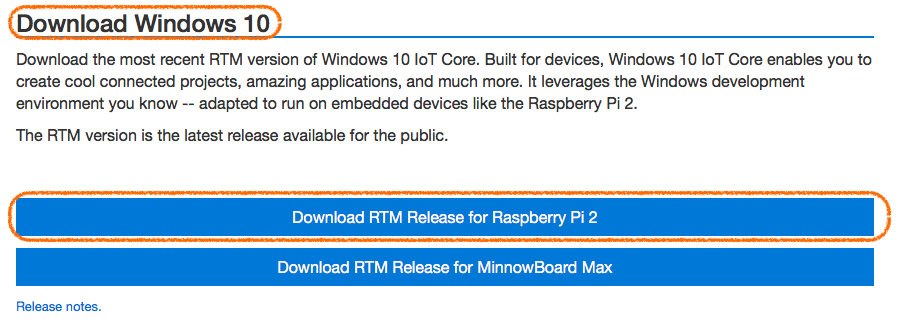 Download Windows 10
Download the most recent RTM version of Windows 10 IoT Core. Built for devices, Windows 10 IoT Core enables you to
create cool connected projects, amazing applications, and much more. It leverages the Windows development
environment you know -- adapted to run on embedded devices like the Raspberry Pi 2.
The RTM version is the latest release available for the public.
Download RTM Release for Raspberry Pi 2
Download RTM Release for MinnowBoard Max
Release notes.